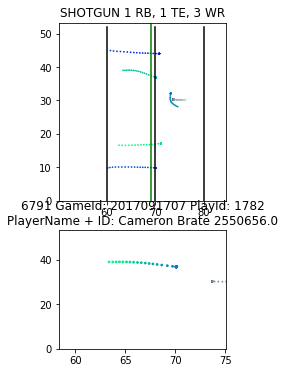 SHOTGUN 1 RB, 1 TE, 3 WR
50
40
30
20
10
0
60 70 80
6791 GameId: 2017091707 PlayId: 1782
PlayerName + ID: Cameron Brate 2550656.0
40
20
0
60 65 70 75